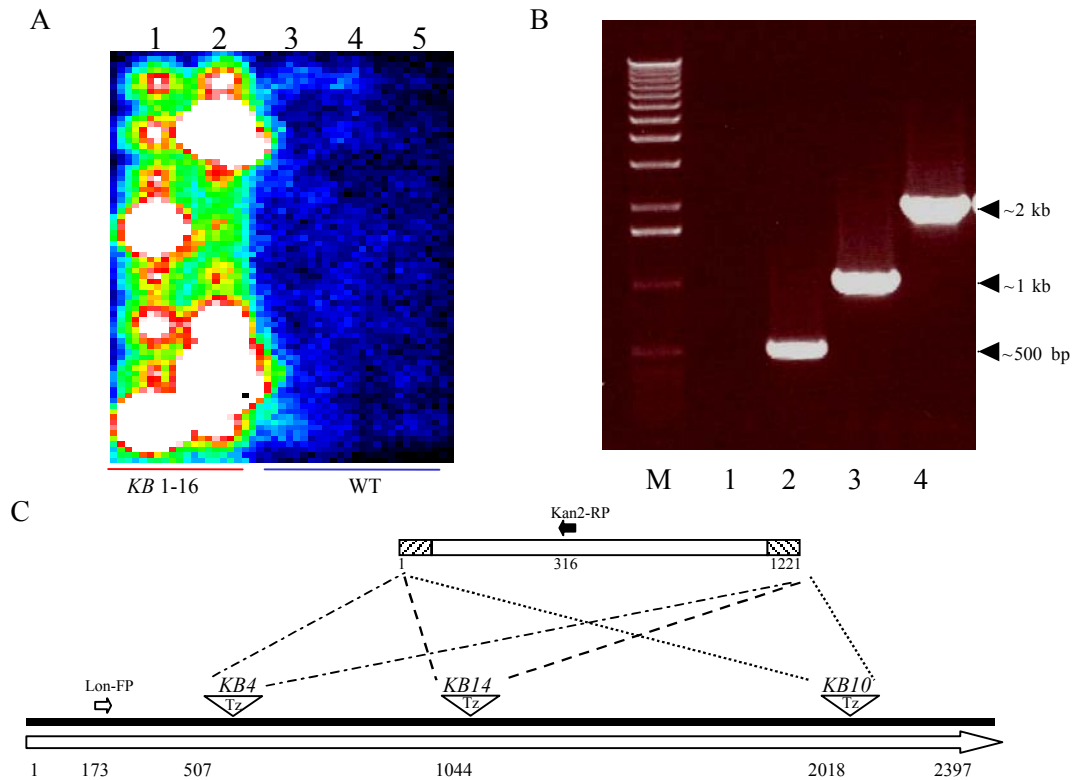 A
1 2 3 4 5
KB 1-16
WT
B
~2 kb
~1 kb
~500 bp
M 1 2 3 4
C
Kan2-RP
1 316 1221
Lon-FP
KB4 KB14 KB10
Tz Tz Tz
1 173 507 1044 2018 2397